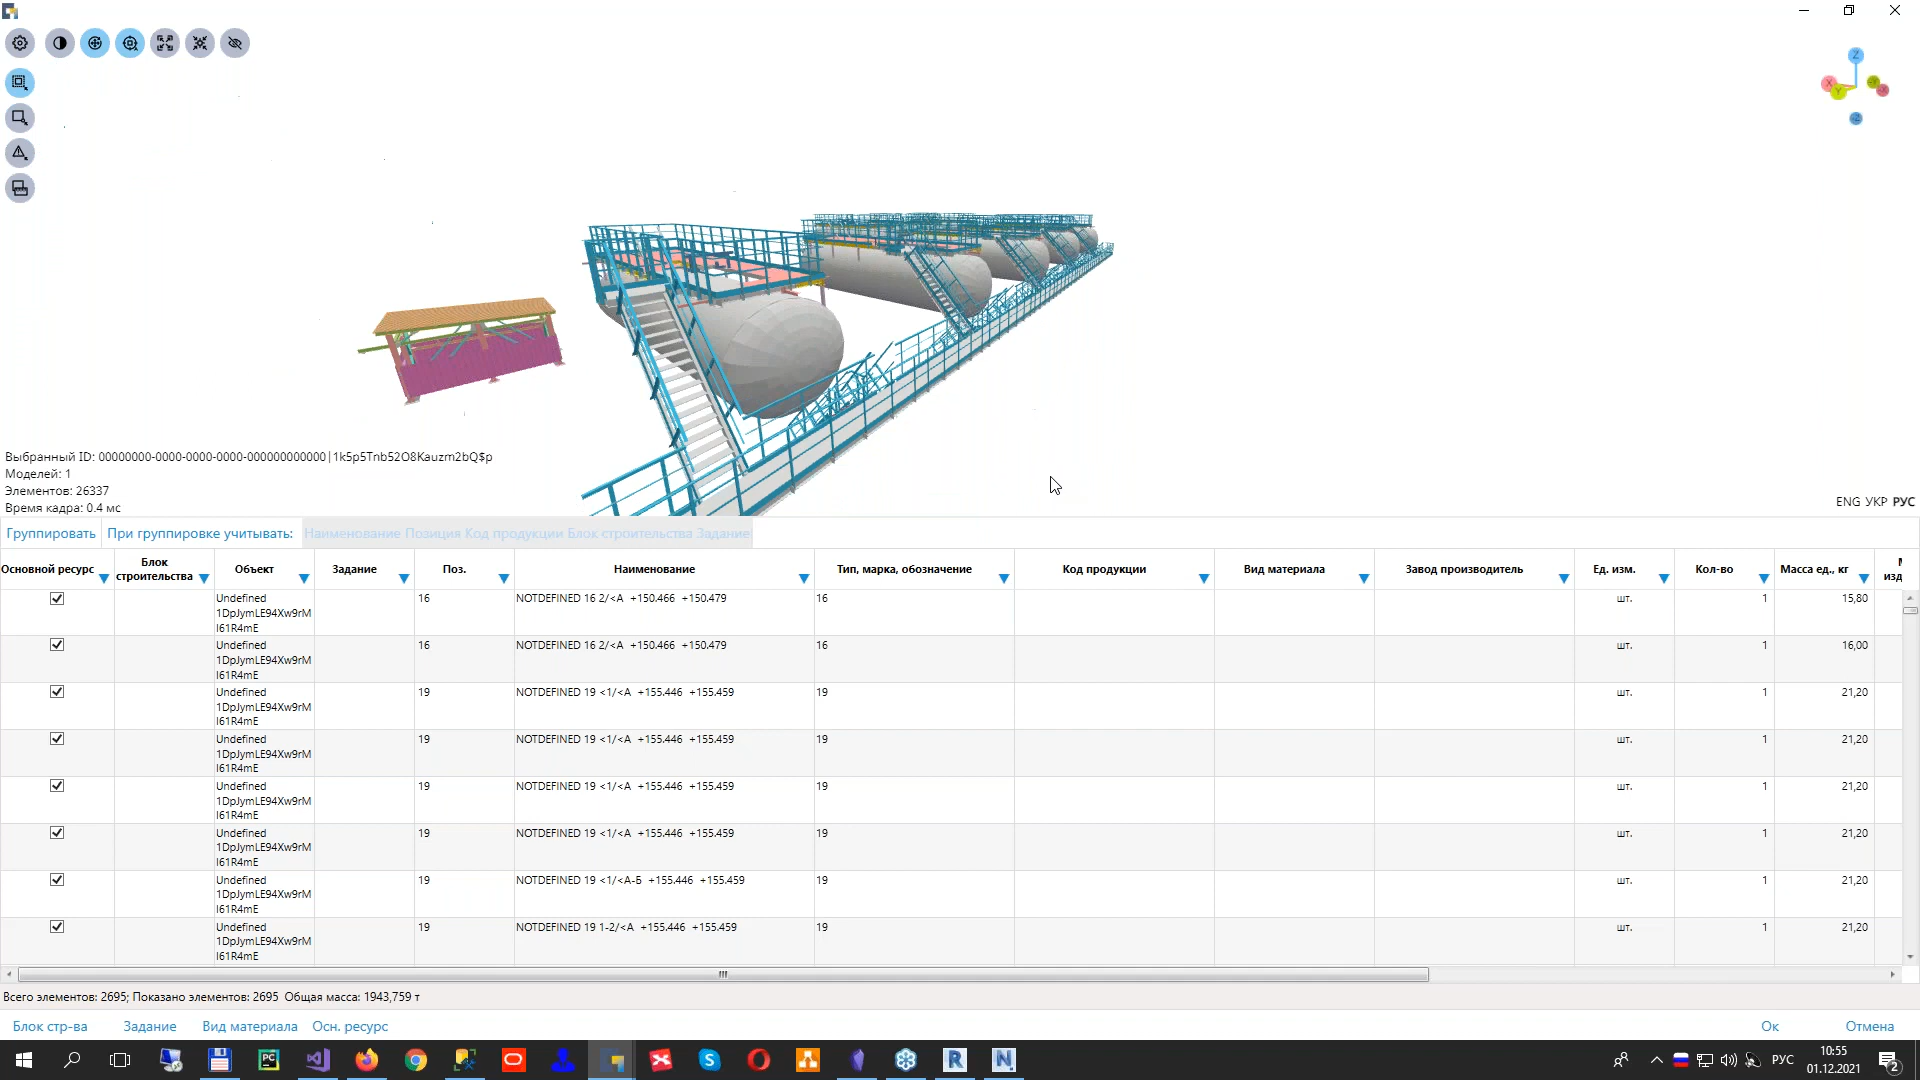 Z
X
Y
Выбранный ID: 00000000-0000-0000-0000-000000000000|1k5p5Tnb52O8Kauzm2bQ$p
Моделей: 1
Элементов: 26337
Время кадра: 0.4 мс
ENG УКР РУС
Группировать При группировке учитывать: Наименование Позиция Код продукции Блок строительства Задание
Основной ресурс Блок строительства Объект Задание Поз. Наименование Тип, марка, обозначение Код продукции Вид материала Завод производитель Ед. изм. Кол-во Масса ед., кг
Undefined 16 NOTDEFINED 16 2/<А +150.466 +150.479 16 шт. 1 15,80
1DpJymLE94Xw9rM
I61R4mE
Undefined 16 NOTDEFINED 16 2/<А +150.466 +150.479 16 шт. 1 16,00
1DpJymLE94Xw9rM
I61R4mE
Undefined 19 NOTDEFINED 19 <1/<А +155.446 +155.459 19 шт. 1 21,20
1DpJymLE94Xw9rM
I61R4mE
Undefined 19 NOTDEFINED 19 <1/<А +155.446 +155.459 19 шт. 1 21,20
1DpJymLE94Xw9rM
I61R4mE
Undefined 19 NOTDEFINED 19 <1/<А +155.446 +155.459 19 шт. 1 21,20
1DpJymLE94Xw9rM
I61R4mE
Undefined 19 NOTDEFINED 19 <1/<А +155.446 +155.459 19 шт. 1 21,20
1DpJymLE94Xw9rM
I61R4mE
Undefined 19 NOTDEFINED 19 <1/<А-Б +155.446 +155.459 19 шт. 1 21,20
1DpJymLE94Xw9rM
I61R4mE
Undefined 19 NOTDEFINED 19 1-2/<А +155.446 +155.459 19 шт. 1 21,20
1DpJymLE94Xw9rM
I61R4mE
Всего элементов: 2695; Показано элементов: 2695 Общая масса: 1943,759 т
Блок стр-ва Задание Вид материала Осн. ресурс Ок Отмена
РУС 10:55
01.12.2021
2